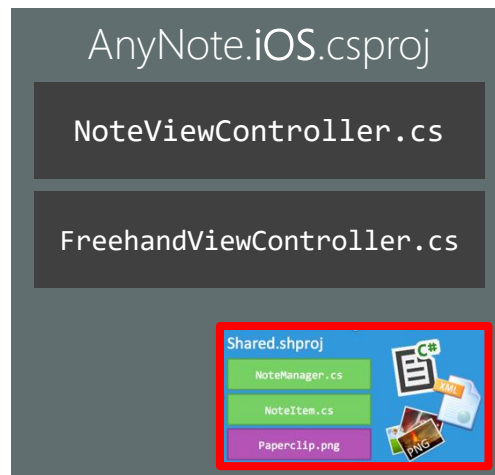 AnyNote.iOS.csproj
NoteViewController.cs
FreehandViewController.cs
Shared.shproj
NoteManager.cs
NoteItem.cs
Paperclip.png
C#
XML
PNG